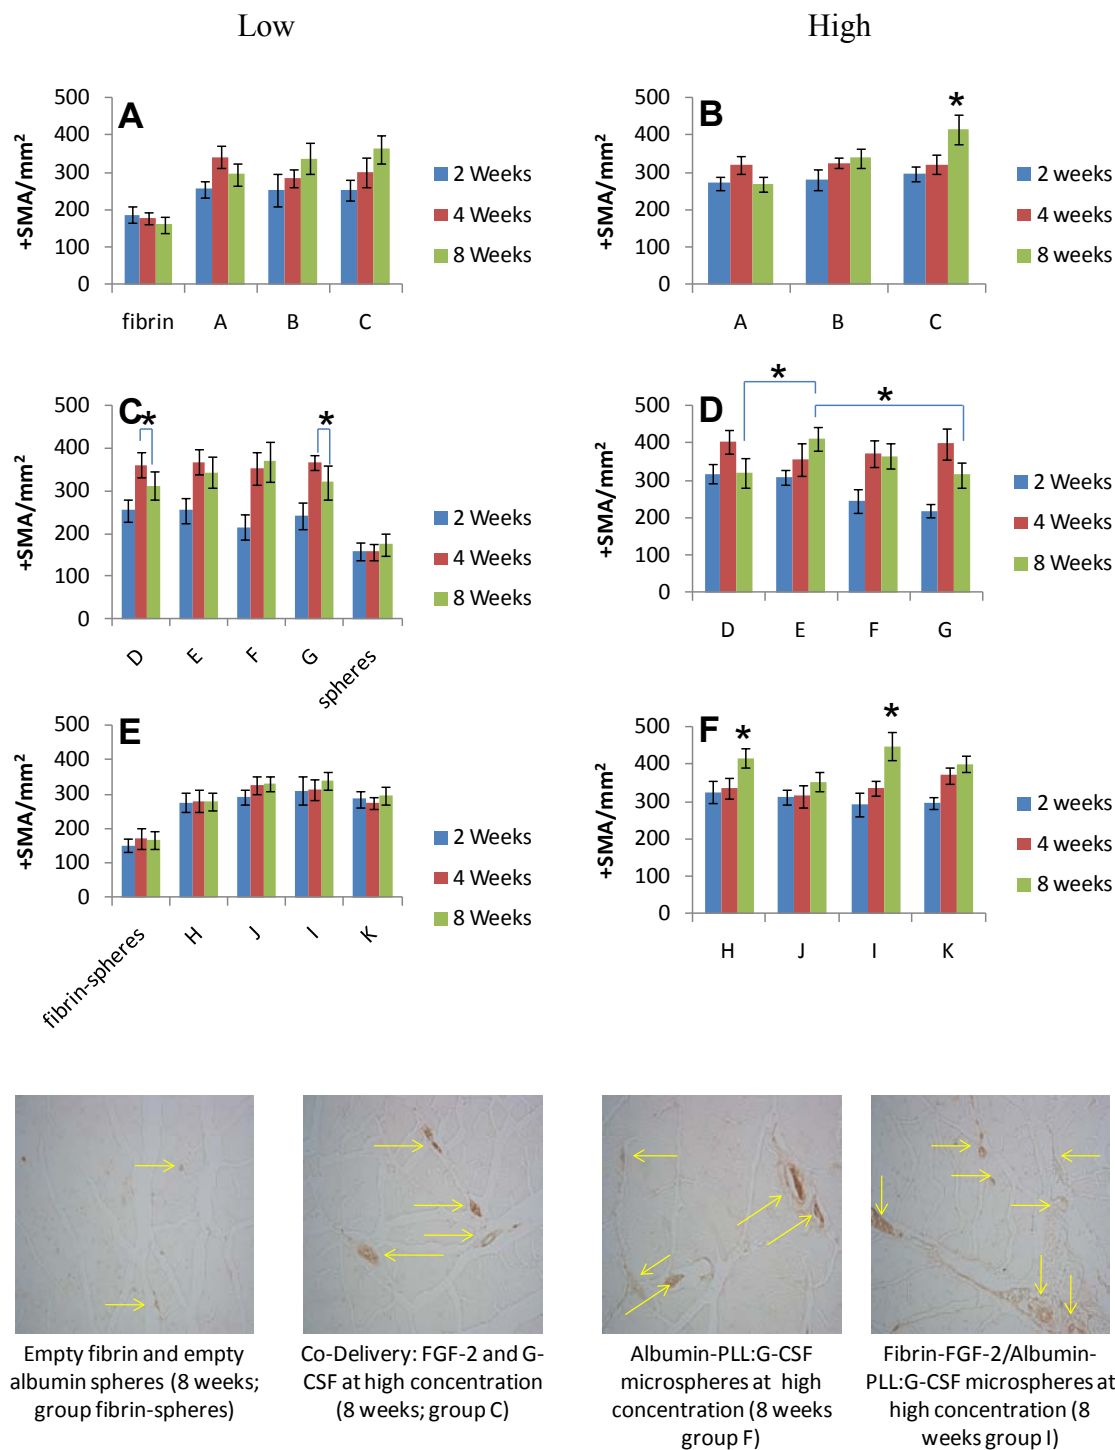 Low
High
A
+SMA/mm²
500
400
300
200
100
0
fibrin
A
B
C
2 Weeks
4 Weeks
8 Weeks
B
*
+SMA/mm²
500
400
300
200
100
0
A
B
C
2 weeks
4 weeks
8 weeks
C
*
*
+SMA/mm²
500
400
300
200
100
0
D
E
F
G
spheres
2 Weeks
4 Weeks
8 Weeks
D
*
*
+SMA/mm²
500
400
300
200
100
0
D
E
F
G
2 Weeks
4 Weeks
8 Weeks
E
+SMA/mm²
500
400
300
200
100
0
fibrin-spheres
H
J
I
K
2 Weeks
4 Weeks
8 Weeks
F
*
*
+SMA/mm²
500
400
300
200
100
0
H
J
I
K
2 weeks
4 weeks
8 weeks
Empty fibrin and empty
albumin spheres (8 weeks;
group fibrin-spheres)
Co-Delivery: FGF-2 and G-
CSF at high concentration
(8 weeks; group C)
Albumin-PLL:G-CSF
microspheres at high
concentration (8 weeks
group F)
Fibrin-FGF-2/Albumin-
PLL:G-CSF microspheres at
high concentration (8
weeks group I)